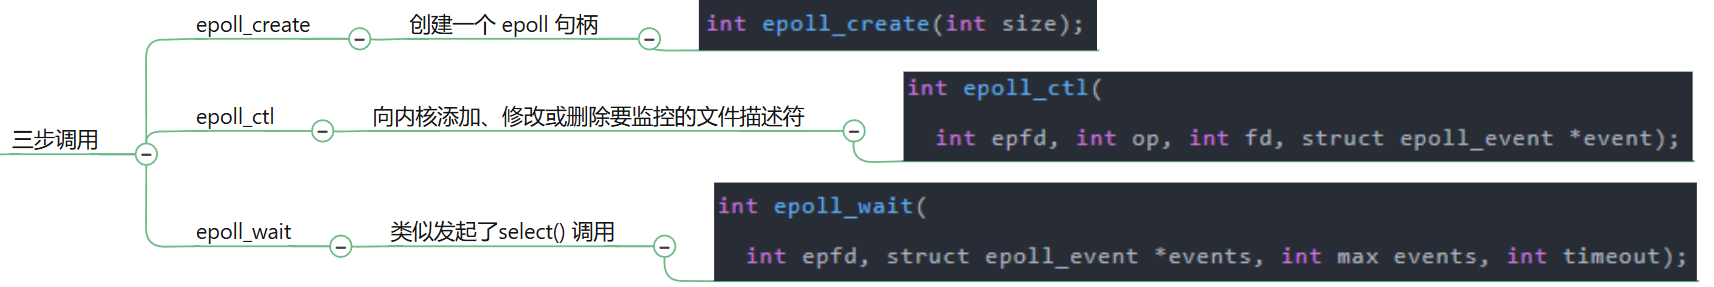 三步调用
epoll_create
创建一个 epoll 句柄
int epoll_create(int size);
epoll_ctl
向内核添加、修改或删除要监控的文件描述符
int epoll_ctl(
int epfd, int op, int fd, struct epoll_event *event);
epoll_wait
类似发起了select() 调用
int epoll_wait(
int epfd, struct epoll_event *events, int max events, int timeout);